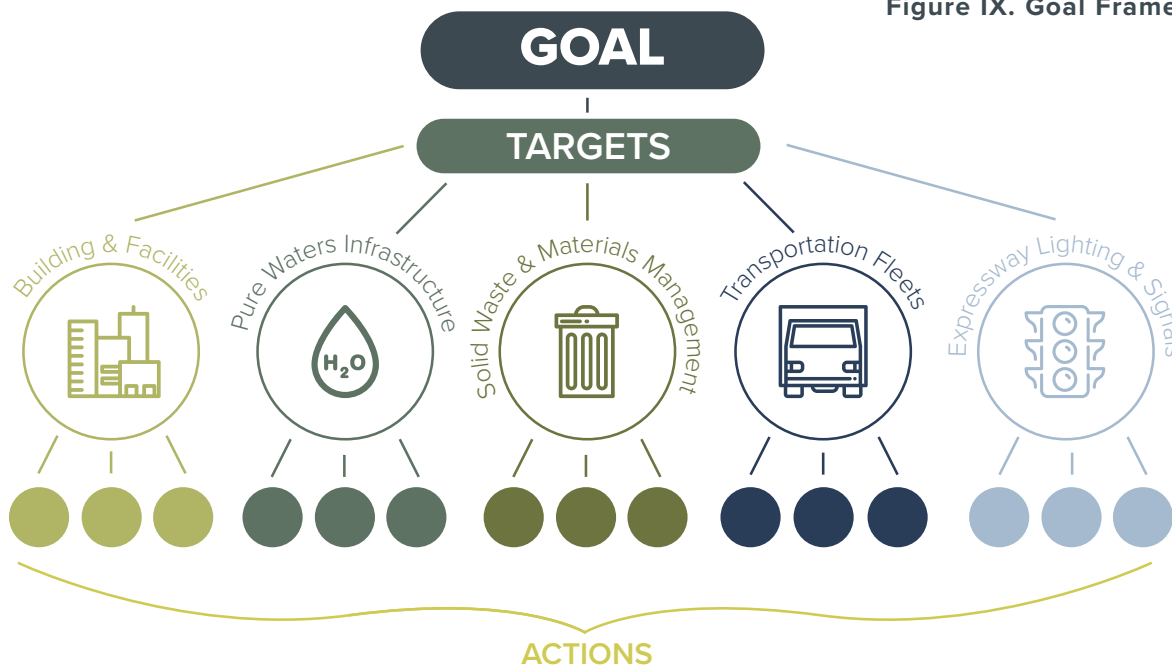 Figure IX. Goal Frame
GOAL
TARGETS
Building & Facilities
Pure Waters Infrastructure
Solid Waste & Materials Management
Transportation Fleets
Expressway Lighting & Signals
H₂O
ACTIONS